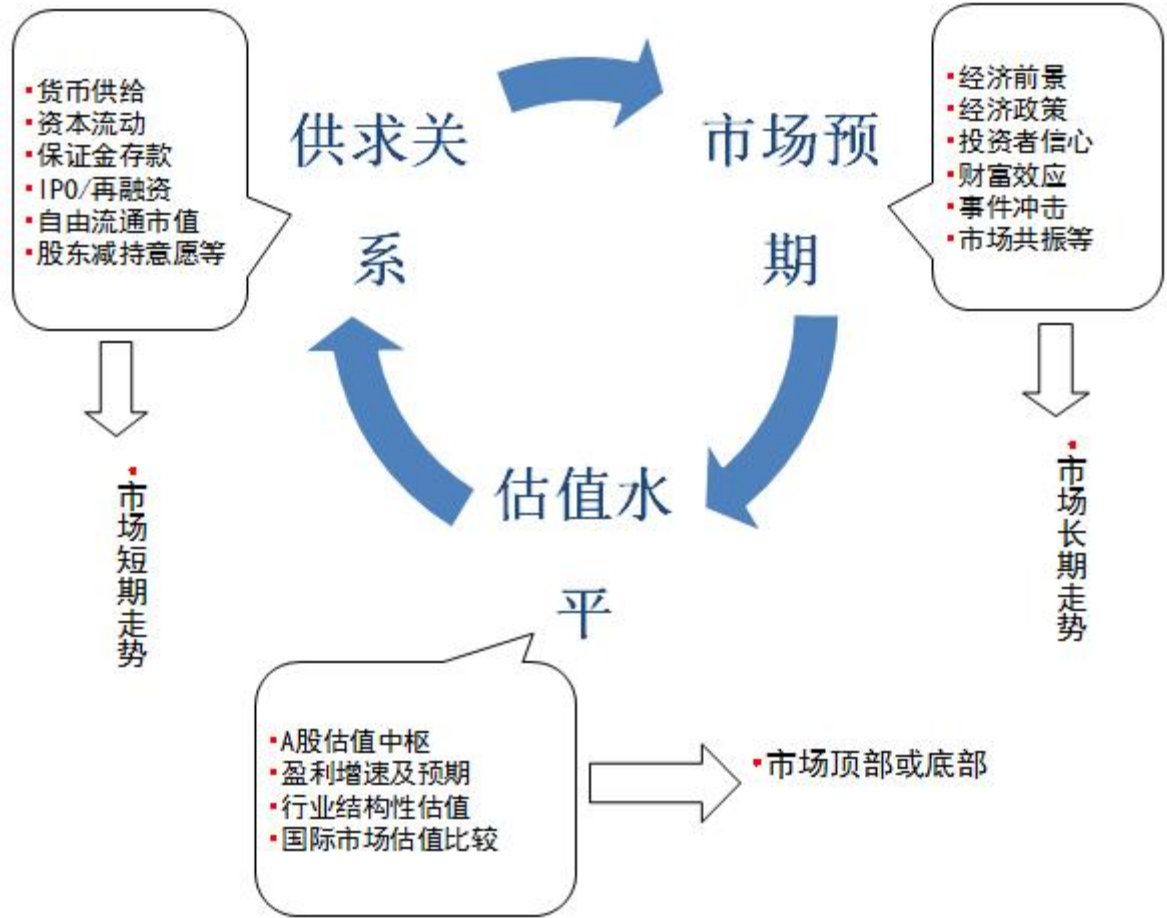 ▪货币供给
▪资本流动
▪保证金存款
▪IPO/再融资
▪自由流通市值
▪股东减持意愿等
供求关
系
市场预
期
▪经济前景
▪经济政策
▪投资者信心
▪财富效应
▪事件冲击
▪市场共振等
▪市场短期走势
估值水
平
▪市场长期走势
▪A股估值中枢
▪盈利增速及预期
▪行业结构性估值
▪国际市场估值比较
▪市场顶部或底部